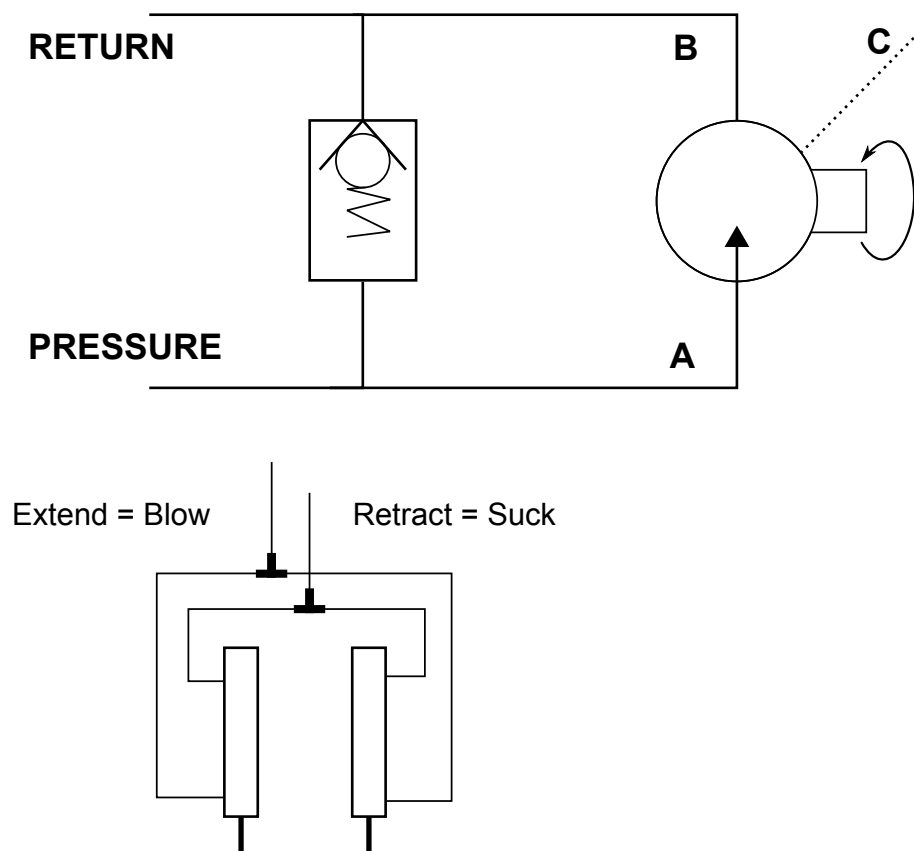 RETURN
B
C
PRESSURE
A
Extend = Blow
Retract = Suck